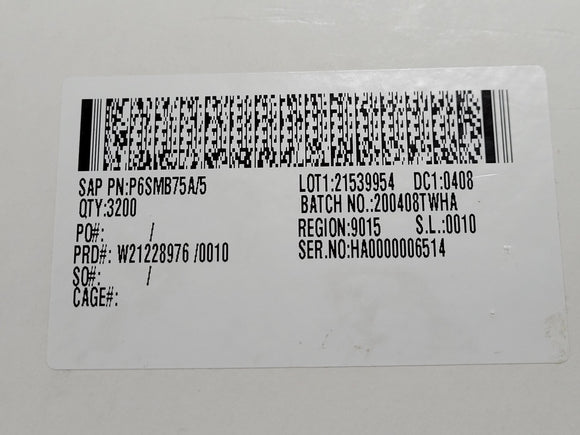 SAP PN:P6SMB75A/5 LOT1:21539954 DC1:0408
QTY:3200 BATCH NO.:200408TWHA
PO#: / REGION:9015 S.L.:0010
PRD#: W21228976 /0010 SER.NO:HA0000006514
SO#: /
CAGE#: